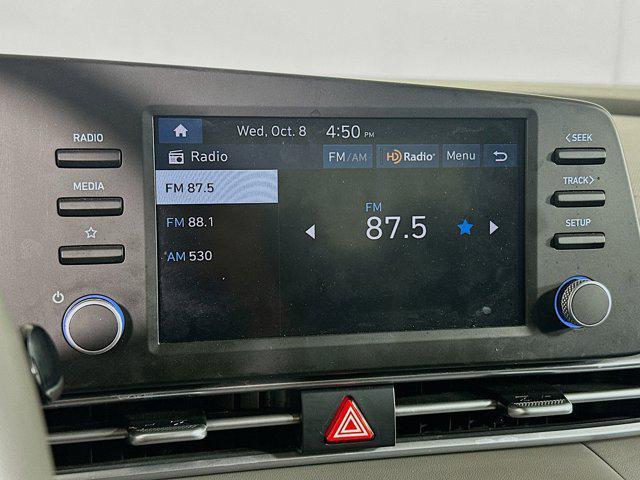 RADIO
MEDIA
Wed, Oct. 8 4:50 PM
Radio FM/AM HD Radio Menu
FM 87.5
FM 88.1
AM 530
FM
87.5
<SEEK
TRACK>
SETUP